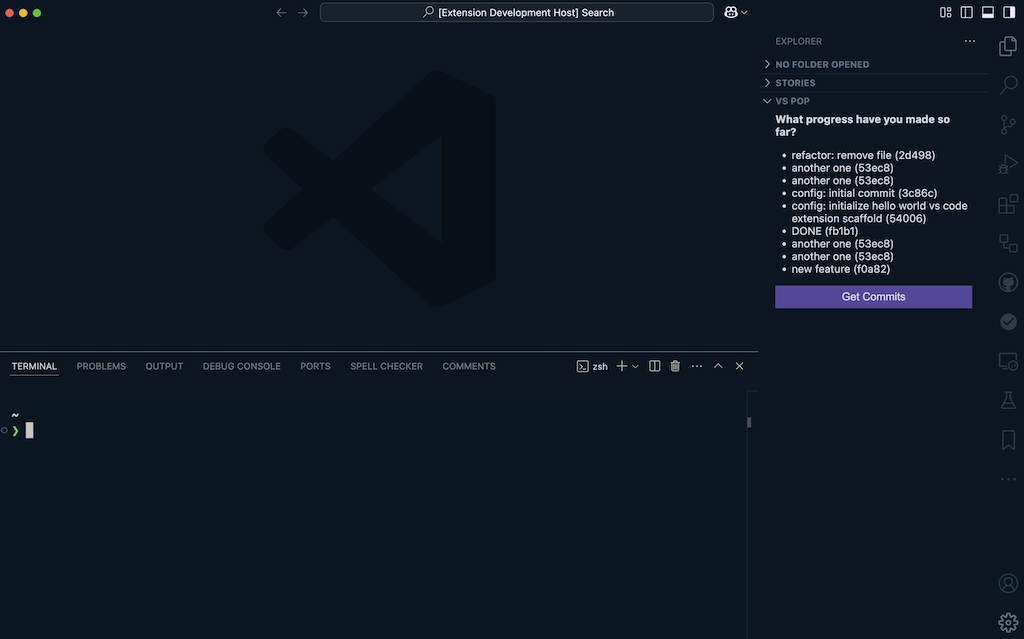 [Extension Development Host] Search
EXPLORER
NO FOLDER OPENED
STORIES
VS POP
What progress have you made so
far?
• refactor: remove file (2d498)
• another one (53ec8)
• another one (53ec8)
• config: initial commit (3c86c)
• config: initialize hello world vs code
extension scaffold (54006)
• DONE (fb1b1)
• another one (53ec8)
• another one (53ec8)
• new feature (f0a82)
Get Commits
TERMINAL PROBLEMS OUTPUT DEBUG CONSOLE PORTS SPELL CHECKER COMMENTS zsh
~
❯